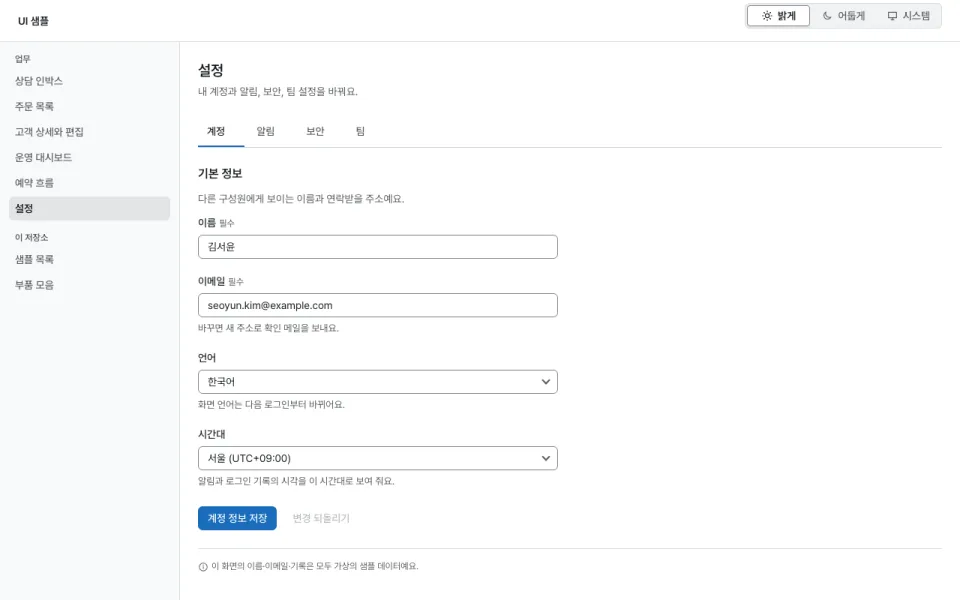 UI 샘플
밝게
어둡게
시스템
업무
상담 인박스
주문 목록
고객 상세와 편집
운영 대시보드
예약 흐름
설정
이 저장소
샘플 목록
부품 모음
설정
내 계정과 알림, 보안, 팀 설정을 바꿔요.
계정
알림
보안
팀
기본 정보
다른 구성원에게 보이는 이름과 연락받을 주소예요.
이름 필수
김서윤
이메일 필수
seoyun.kim@example.com
바꾸면 새 주소로 확인 메일을 보내요.
언어
한국어
화면 언어는 다음 로그인부터 바뀌어요.
시간대
서울 (UTC+09:00)
알림과 로그인 기록의 시각을 이 시간대로 보여 줘요.
계정 정보 저장
변경 되돌리기
이 화면의 이름·이메일·기록은 모두 가상의 샘플 데이터예요.